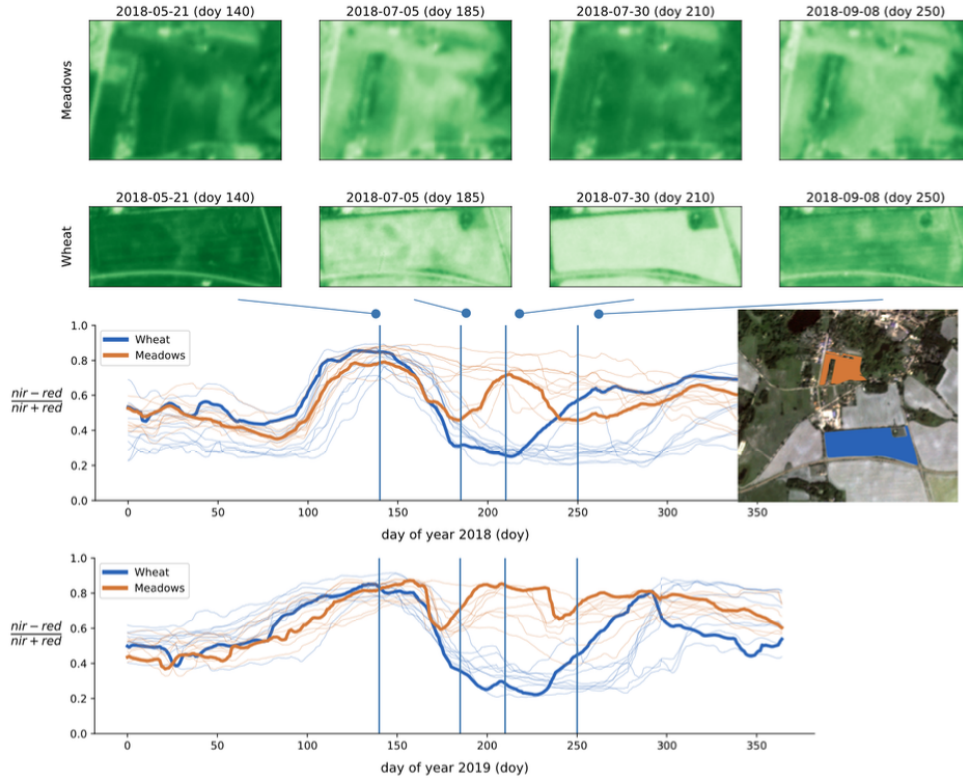 2018-05-21 (doy 140) 2018-07-05 (doy 185) 2018-07-30 (doy 210) 2018-09-08 (doy 250)
Meadows
2018-05-21 (doy 140) 2018-07-05 (doy 185) 2018-07-30 (doy 210) 2018-09-08 (doy 250)
Wheat
1.0
0.8
0.6
0.4
0.2
0.0
nir − red
nir + red
Wheat
Meadows
0 50 100 150 200 250 300
day of year 2018 (doy)
1.0
0.8
0.6
0.4
0.2
0.0
nir − red
nir + red
Wheat
Meadows
0 50 100 150 200 250 300 350
day of year 2019 (doy)